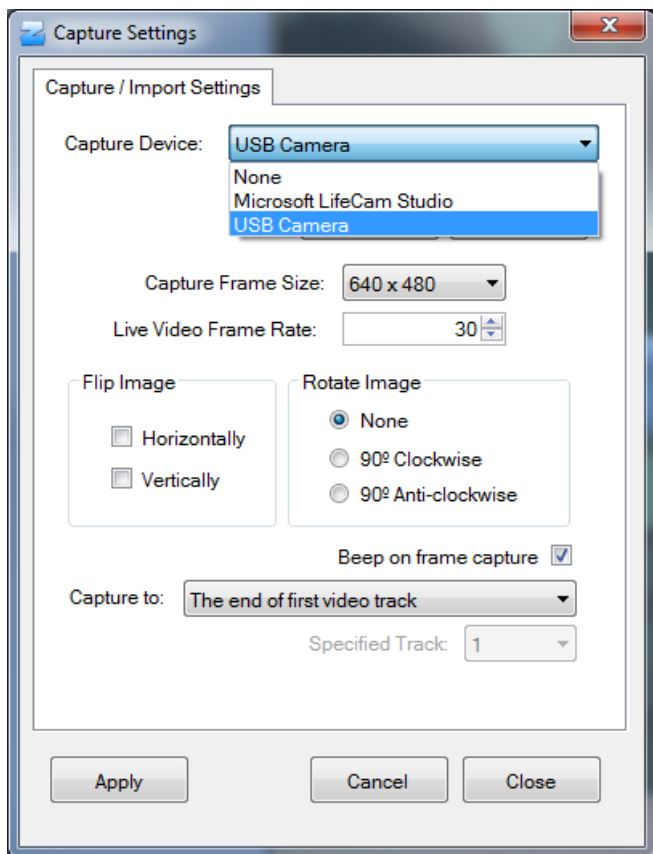 Capture Settings
x
Capture / Import Settings
Capture Device: USB Camera
None
Microsoft LifeCam Studio
USB Camera
Capture Frame Size: 640 x 480
Live Video Frame Rate: 30
Flip Image
Horizontally
Vertically
Rotate Image
None
90º Clockwise
90º Anti-clockwise
Beep on frame capture
Capture to: The end of first video track
Specified Track: 1
Apply Cancel Close